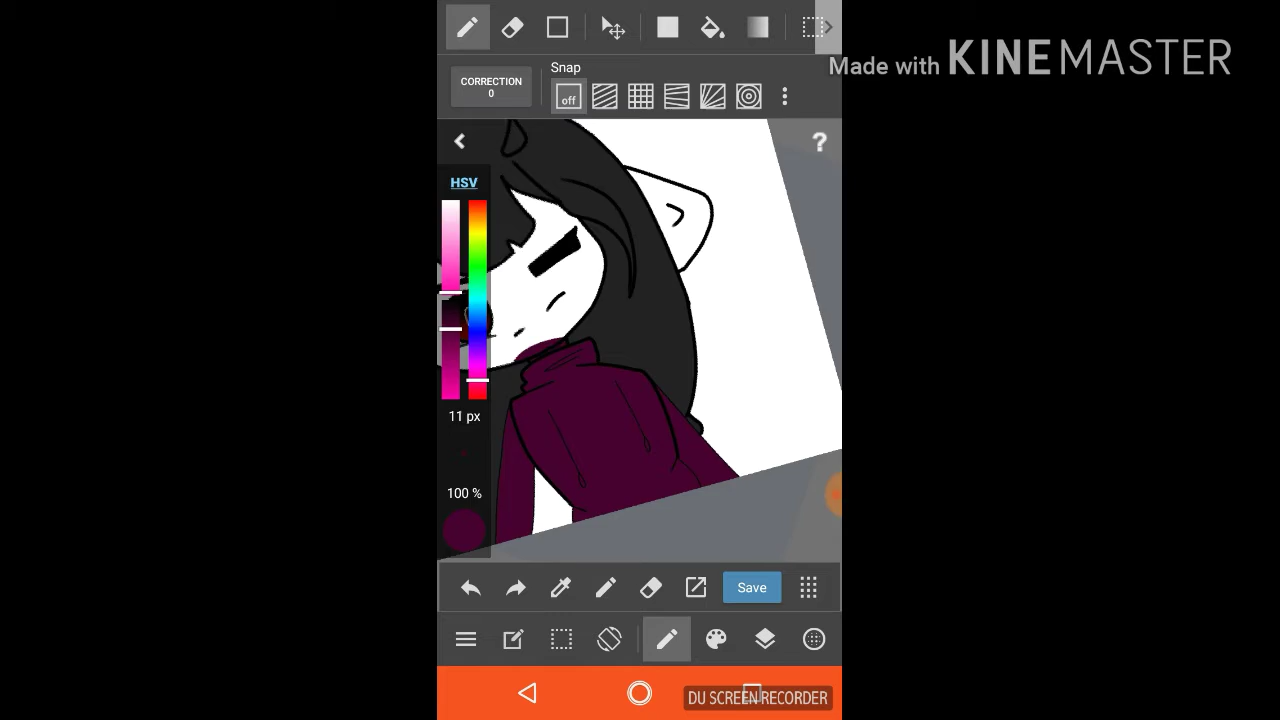 Made with KINEMASTER
Snap
CORRECTION
0
off
?
HSV
11 px
100 %
Save
DU SCREEN RECORDER